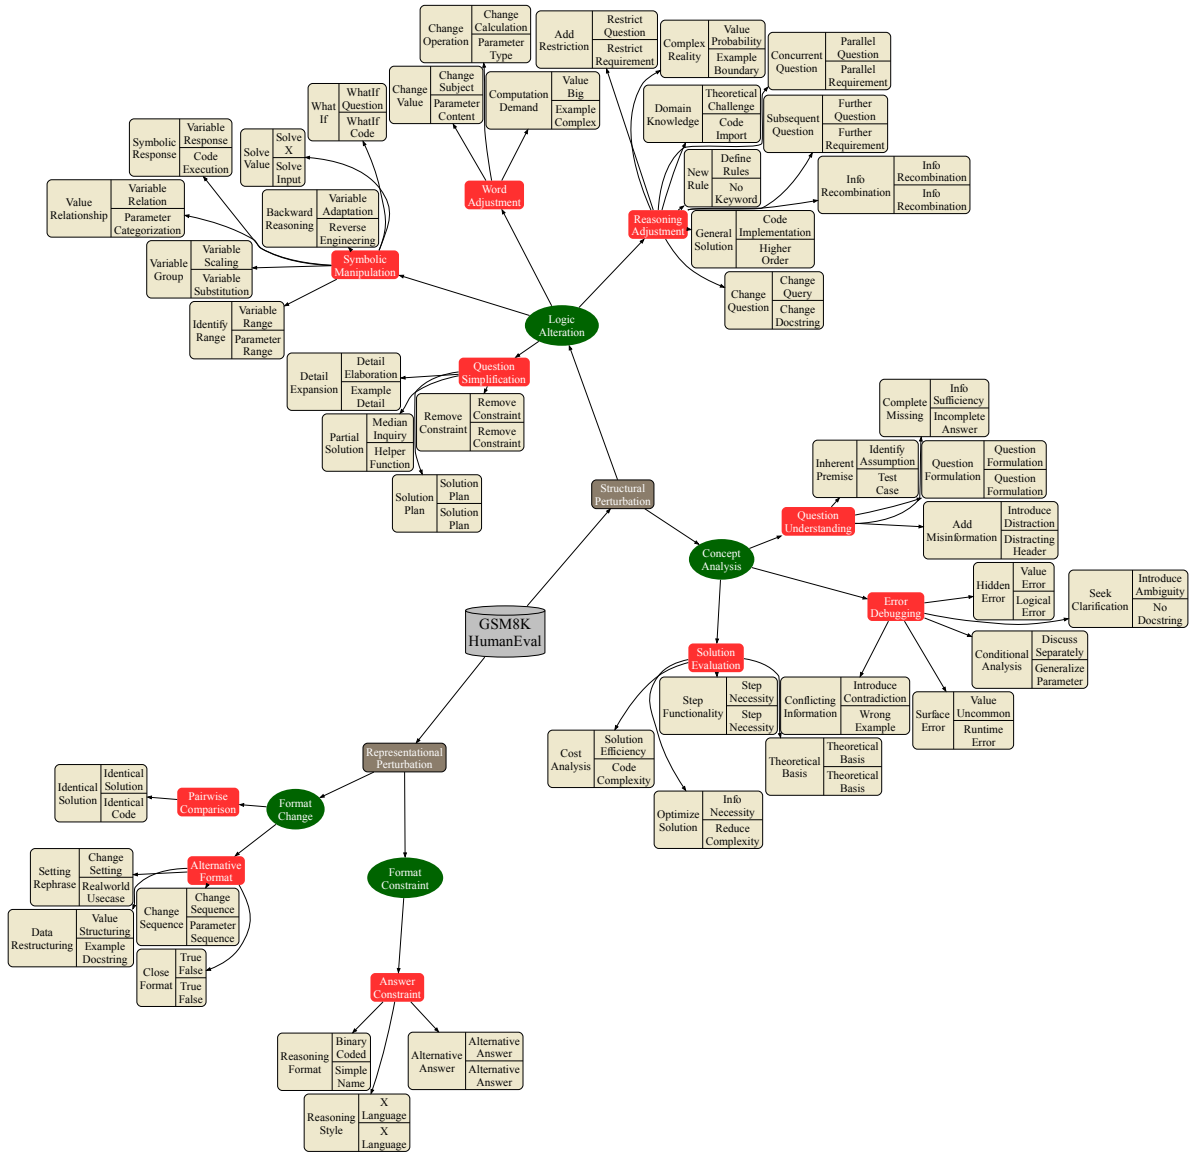 Change
Operation
Change
Calculation
Parameter
Type
Add
Restriction
Restrict
Question
Restrict
Requirement
Complex
Reality
Value
Probability
Example
Boundary
Concurrent
Question
Parallel
Question
Parallel
Requirement
Change
Value
Change
Subject
Parameter
Content
Computation
Demand
Value
Big
Example
Complex
What
If
WhatIf
Question
WhatIf
Code
Domain
Knowledge
Theoretical
Challenge
Code
Import
Subsequent
Question
Further
Question
Further
Requirement
Symbolic
Response
Variable
Response
Code
Execution
Solve
Value
Solve
X
Solve
Input
New
Rule
Define
Rules
No
Keyword
Info
Recombination
Info
Recombination
Info
Recombination
Value
Relationship
Variable
Relation
Parameter
Categorization
Backward
Reasoning
Variable
Adaptation
Reverse
Engineering
Word
Adjustment
Reasoning
Adjustment
General
Solution
Code
Implementation
Higher
Order
Variable
Group
Variable
Scaling
Variable
Substitution
Symbolic
Manipulation
Change
Question
Change
Query
Change
Docstring
Identify
Range
Variable
Range
Parameter
Range
Logic
Alteration
Detail
Expansion
Detail
Elaboration
Example
Detail
Question
Simplification
Partial
Solution
Median
Inquiry
Helper
Function
Remove
Constraint
Remove
Constraint
Remove
Constraint
Solution
Plan
Solution
Plan
Solution
Plan
Complete
Missing
Info
Sufficiency
Incomplete
Answer
Inherent
Premise
Identify
Assumption
Test
Case
Question
Formulation
Question
Formulation
Question
Formulation
Structural
Perturbation
Question
Understanding
Add
Misinformation
Introduce
Distraction
Distracting
Header
Concept
Analysis
Hidden
Error
Value
Error
Logical
Error
Seek
Clarification
Introduce
Ambiguity
No
Docstring
Error
Debugging
GSM8K
HumanEval
Conditional
Analysis
Discuss
Separately
Generalize
Parameter
Solution
Evaluation
Step
Functionality
Step
Necessity
Step
Necessity
Conflicting
Information
Introduce
Contradiction
Wrong
Example
Surface
Error
Value
Uncommon
Runtime
Error
Cost
Analysis
Solution
Efficiency
Code
Complexity
Theoretical
Basis
Theoretical
Basis
Theoretical
Basis
Optimize
Solution
Info
Necessity
Reduce
Complexity
Representational
Perturbation
Identical
Solution
Identical
Solution
Identical
Code
Pairwise
Comparison
Format
Change
Setting
Rephrase
Change
Setting
Realworld
Usecase
Alternative
Format
Format
Constraint
Data
Restructuring
Value
Structuring
Example
Docstring
Change
Sequence
Change
Sequence
Parameter
Sequence
Close
Format
True
False
True
False
Answer
Constraint
Reasoning
Format
Binary
Coded
Simple
Name
Alternative
Answer
Alternative
Answer
Alternative
Answer
Reasoning
Style
X
Language
X
Language